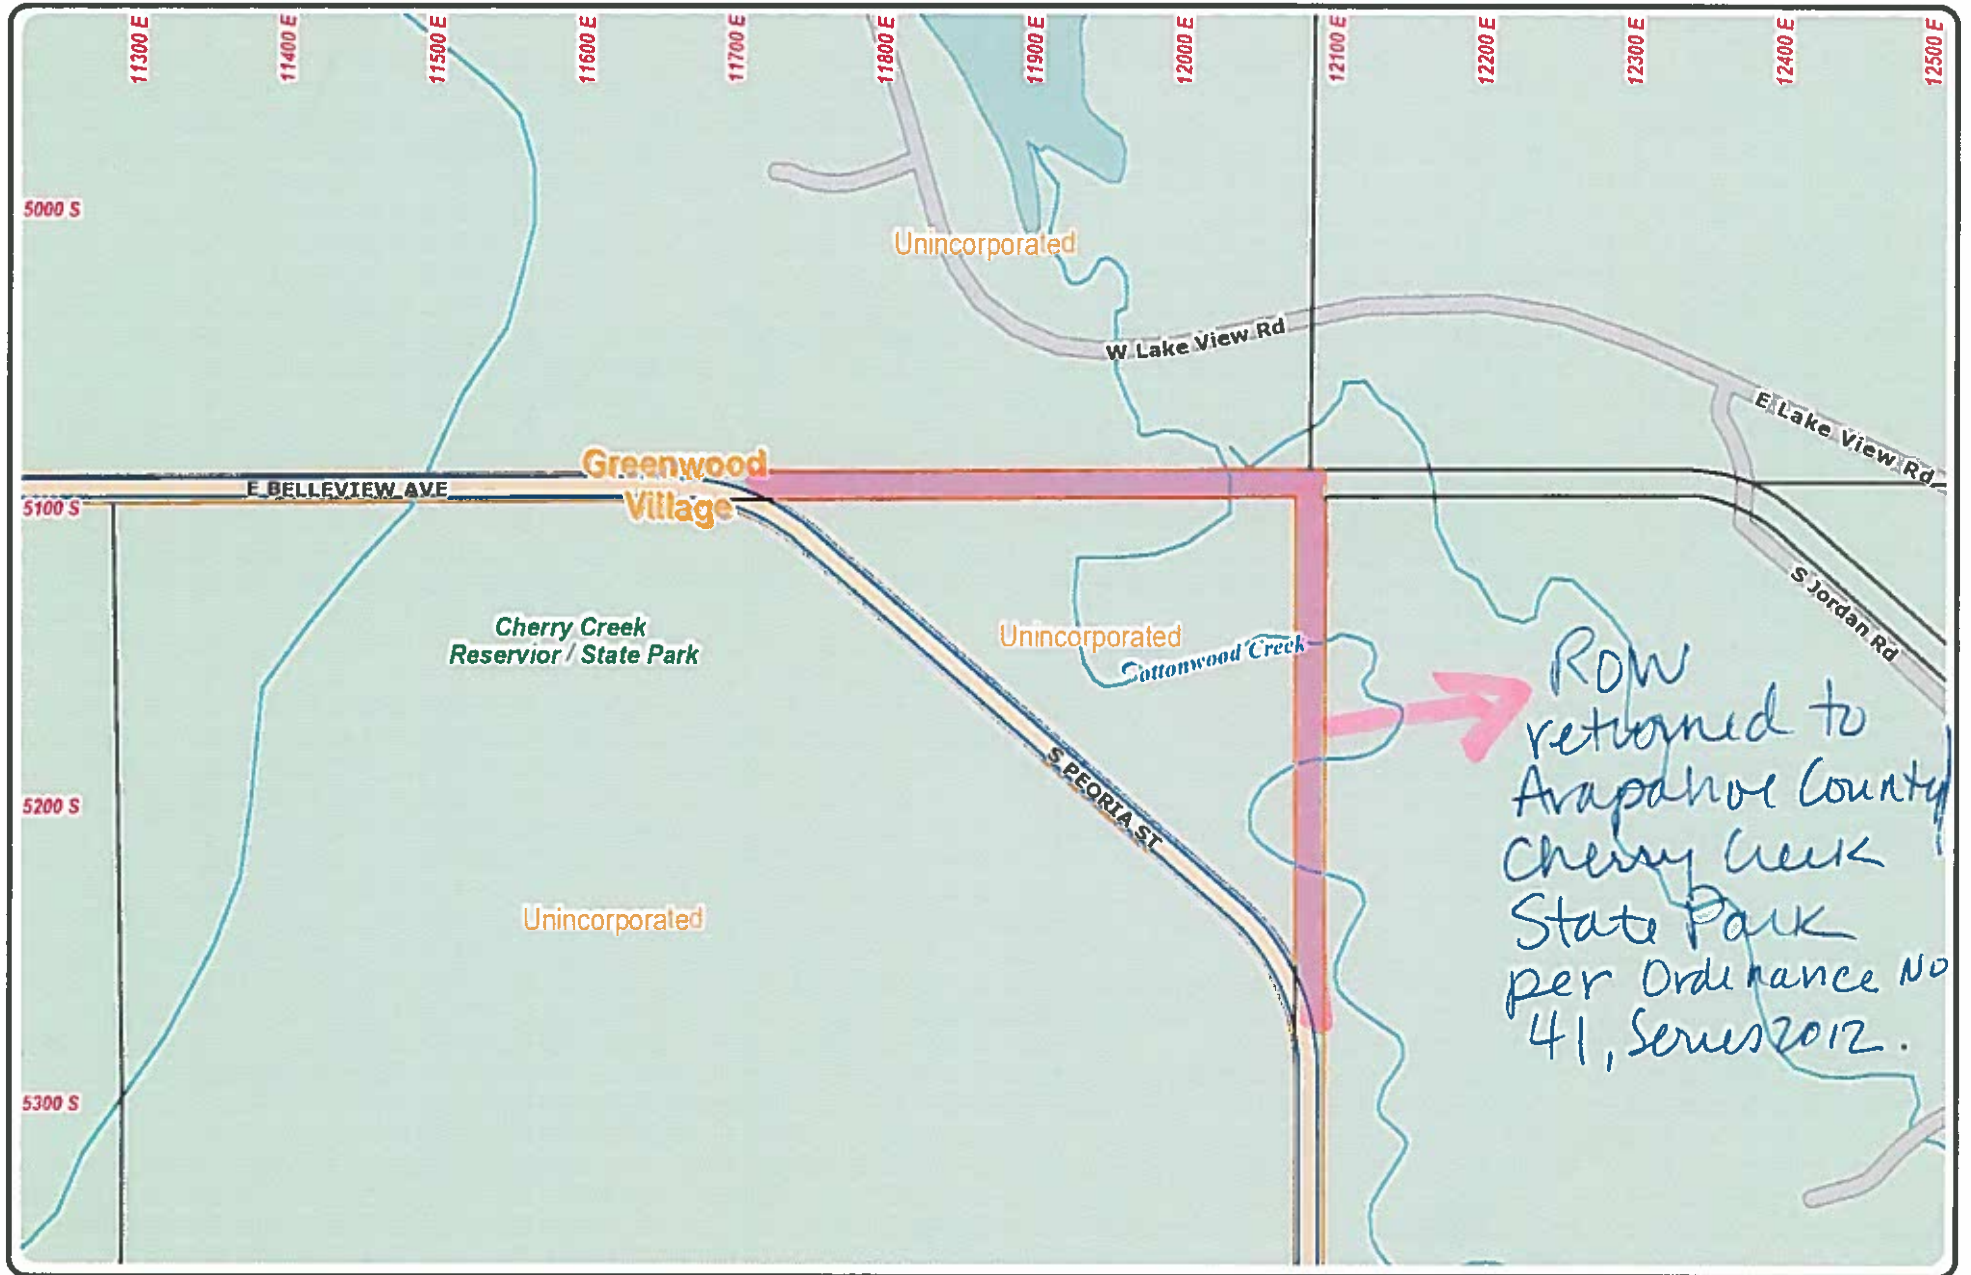 11300 E
11400 E
11500 E
11600 E
11700 E
11800 E
11900 E
12000 E
12100 E
12200 E
12300 E
12400 E
12500 E
5000 S
Unincorporated
W Lake View Rd
E Lake View Rd
Greenwood
Village
E BELLEVIEW AVE
5100 S
S Jordan Rd
Cherry Creek
Reservior / State Park
Unincorporated
Cottonwood Creek
S PEORIA ST
5200 S
Unincorporated
5300 S
ROW
returned to
Arapahoe County
Cherry Creek
State Park
per Ordinance No
41, Series 2012.